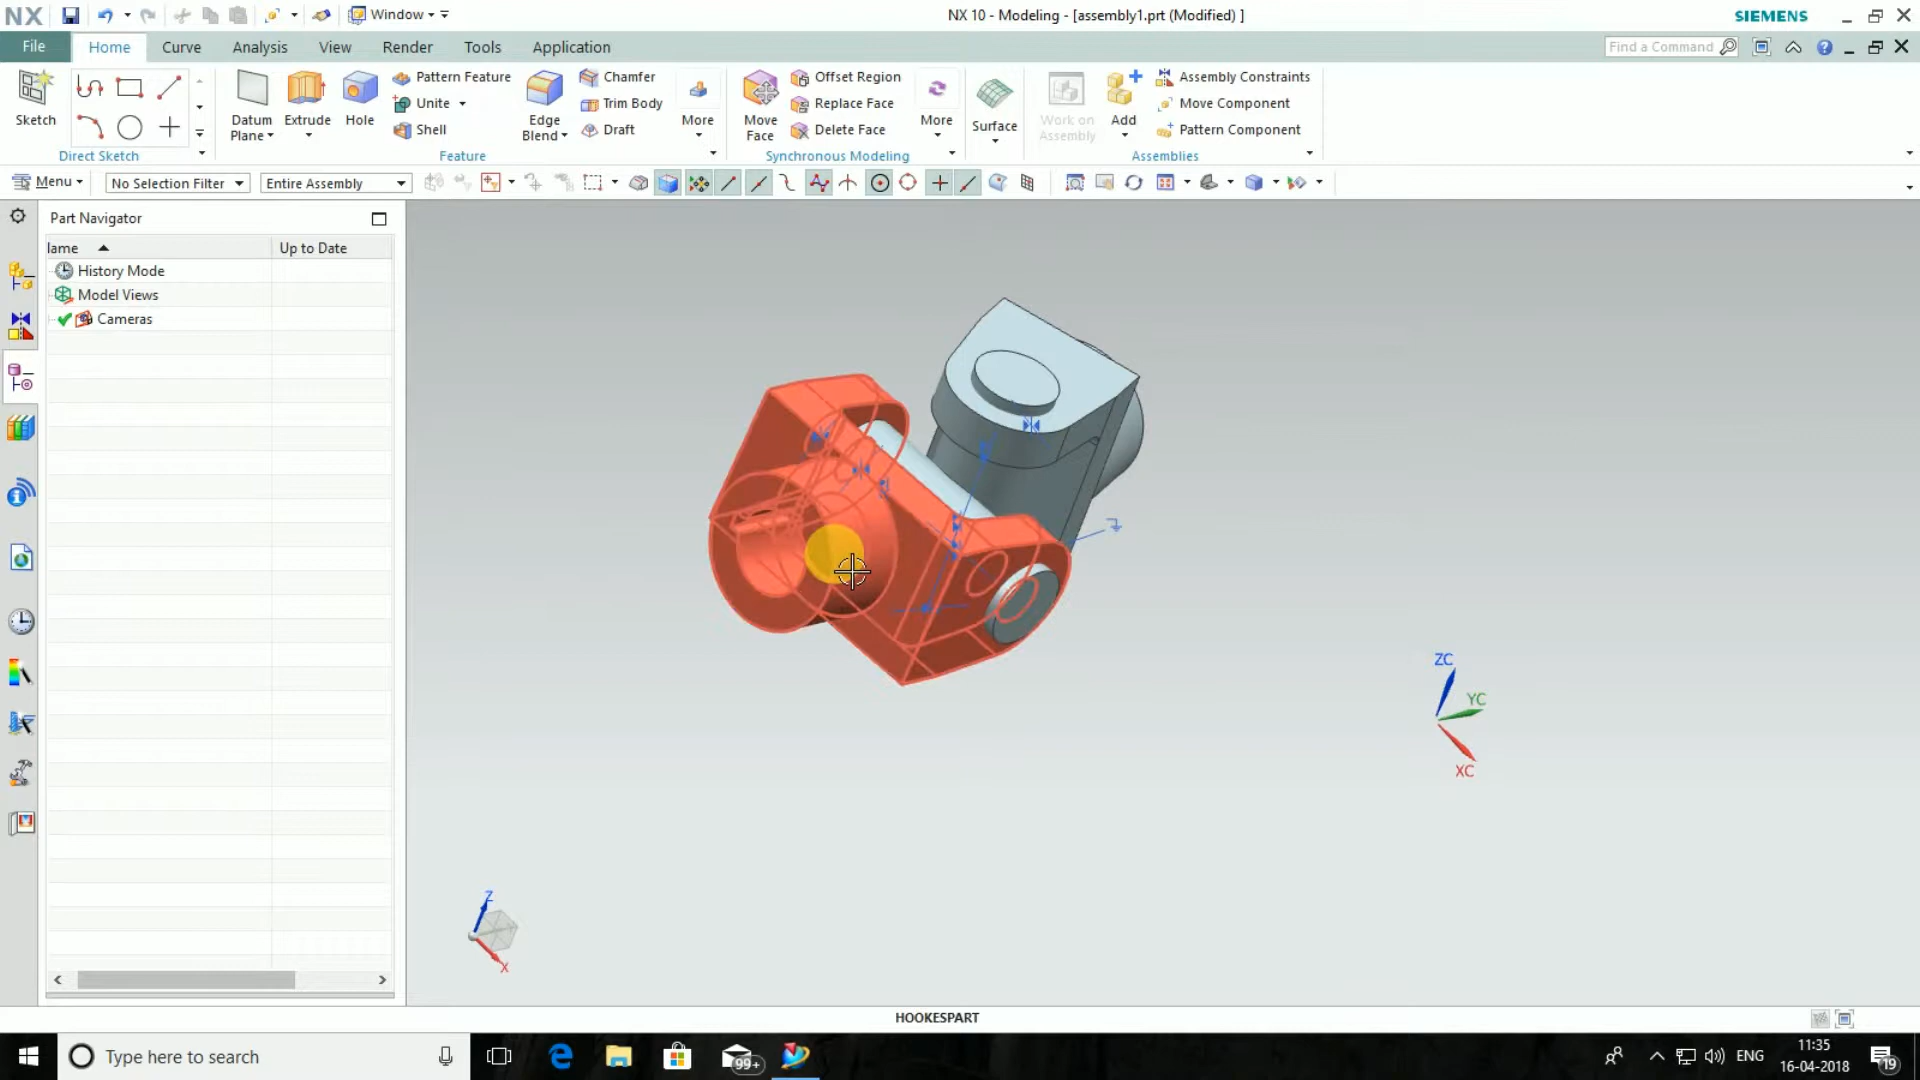 NX
Window
NX 10 - Modeling - [assembly1.prt (Modified) ]
SIEMENS
File
Home
Curve
Analysis
View
Render
Tools
Application
Find a Command
Sketch
Direct Sketch
Datum
Plane
Extrude
Hole
Pattern Feature
Unite
Shell
Edge
Blend
Chamfer
Trim Body
Draft
More
Feature
Move
Face
Offset Region
Replace Face
Delete Face
More
Synchronous Modeling
Surface
Work on
Assembly
Add
Assembly Constraints
Move Component
Pattern Component
Assemblies
Menu
No Selection Filter
Entire Assembly
Part Navigator
lame
Up to Date
History Mode
Model Views
Cameras
ZC
YC
XC
Z
X
HOOKESPART
Type here to search
99+
ENG
11:35
16-04-2018
19